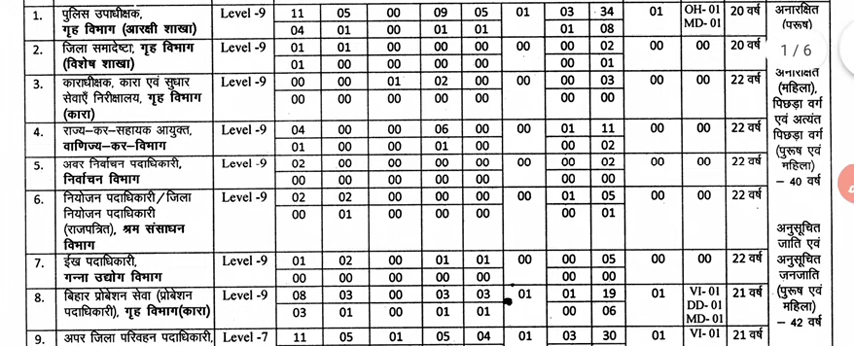 1. पुलिस उपाधीक्षक, Level -9 11 05 00 09 05 01 03 34 01 OH- 01 20 वर्ष अनारक्षित
गृह विभाग (आरक्षी शाखा) 04 01 00 01 01 01 08 MD- 01 (पुरूष)
2. जिला समादेष्टा, गृह विभाग Level -9 01 01 00 00 00 00 00 02 00 00 20 वर्ष
(विशेष शाखा) 01 00 00 00 00 00 01
1 / 6
3. काराधीक्षक, कारा एवं सुधार Level -9 00 00 01 02 00 00 00 03 00 00 22 वर्ष अनारक्षित
सेवाएँ निरीक्षालय, गृह विभाग 00 00 00 00 00 00 00 (महिला),
(कारा) पिछड़ा वर्ग
4. राज्य-कर-सहायक आयुक्त, Level -9 04 00 00 06 00 00 01 11 00 00 22 वर्ष एवं अत्यंत
वाणिज्य-कर-विभाग 01 00 00 01 00 00 02 पिछड़ा वर्ग
(पुरूष एवं
5. अवर निर्वाचन पदाधिकारी, Level -9 02 00 00 00 00 00 00 02 00 00 22 वर्ष महिला)
निर्वाचन विभाग 00 00 00 00 00 00 00 – 40 वर्ष
6. नियोजन पदाधिकारी/जिला Level -9 02 02 00 00 00 00 01 05 00 00 22 वर्ष
नियोजन पदाधिकारी 00 01 00 00 00 00 01
(राजपत्रित), श्रम संसाधन अनुसूचित
विभाग जाति एवं
7. ईख पदाधिकारी, Level -9 01 02 00 01 01 00 00 05 00 00 22 वर्ष अनुसूचित
गन्ना उद्योग विभाग 00 00 00 00 00 00 00 जनजाति
8. बिहार प्रोबेशन सेवा (प्रोबेशन Level -9 08 03 00 03 03 01 01 19 01 VI- 01 21 वर्ष (पुरूष एवं
पदाधिकारी), गृह विभाग(कारा) 03 01 00 01 01 00 06 DD- 01 महिला)
MD- 01 – 42 वर्ष
9. अपर जिला परिवहन पदाधिकारी, Level -7 11 05 01 05 04 01 03 30 01 VI- 01 21 वर्ष